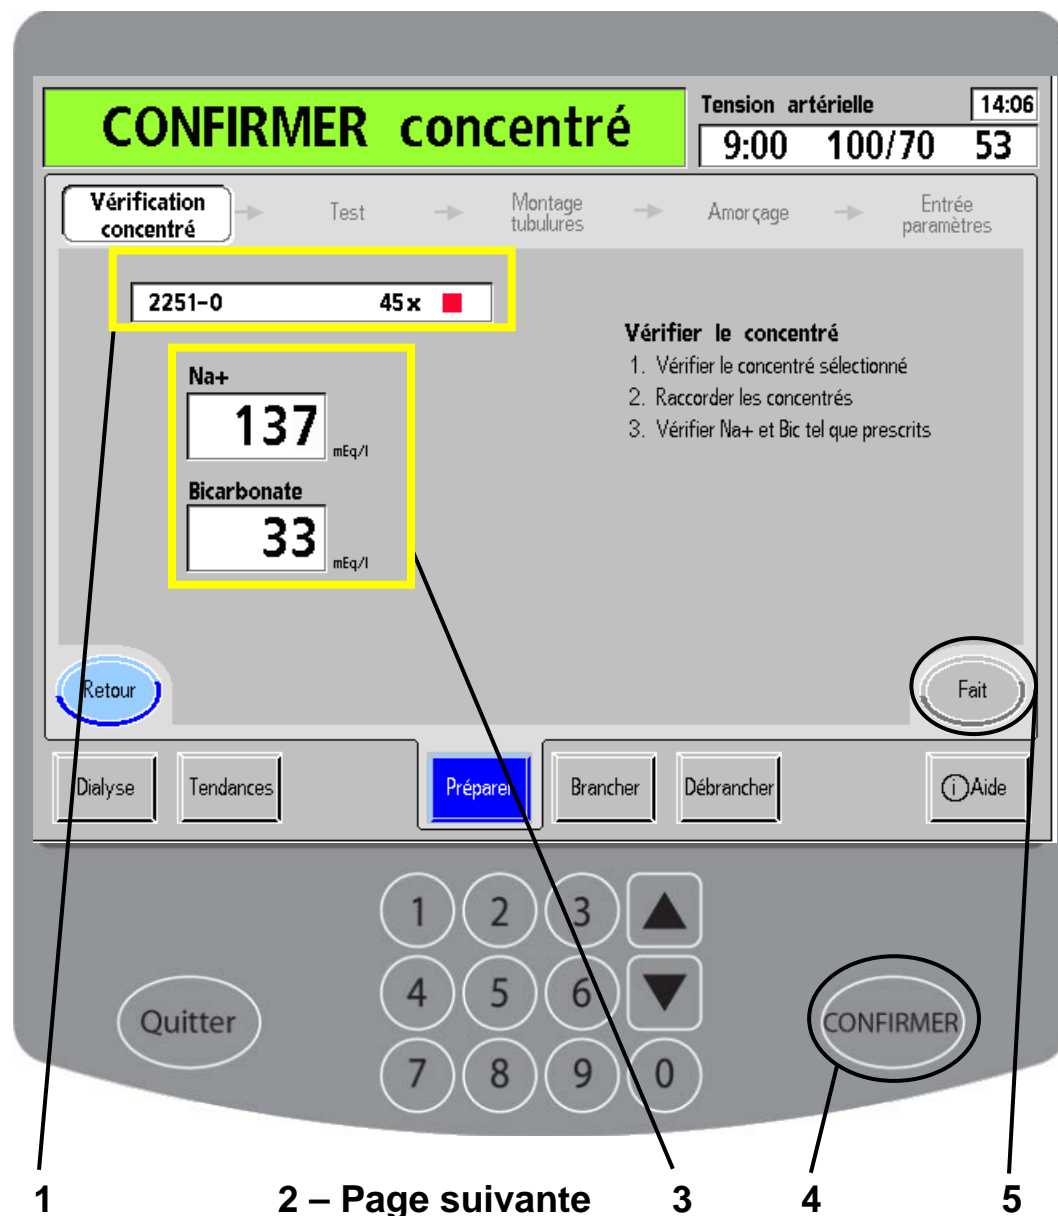 CONFIRMER concentré
Tension artérielle
14:06
9:00 100/70 53
Vérification
concentré
Test
Montage
tubulures
Amorçage
Entrée
paramètres
2251-0 45x
Na+
137 mEq/l
Bicarbonate
33 mEq/l
Vérifier le concentré
1. Vérifier le concentré sélectionné
2. Raccorder les concentrés
3. Vérifier Na+ et Bic tel que prescrits
Retour
Fait
Dialyse
Tendances
Préparer
Brancher
Débrancher
i Aide
1 2 3
4 5 6
7 8 9 0
Quitter
CONFIRMER
1 2 – Page suivante 3 4 5